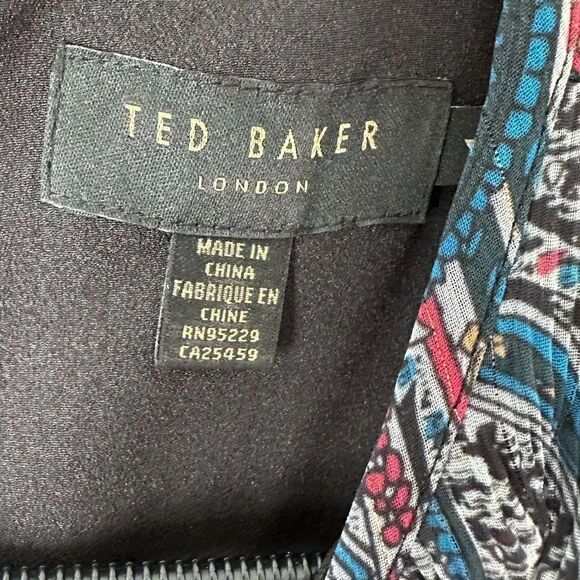 TED BAKER
LONDON
MADE IN
CHINA
FABRIQUE EN
CHINE
RN95229
CA25459